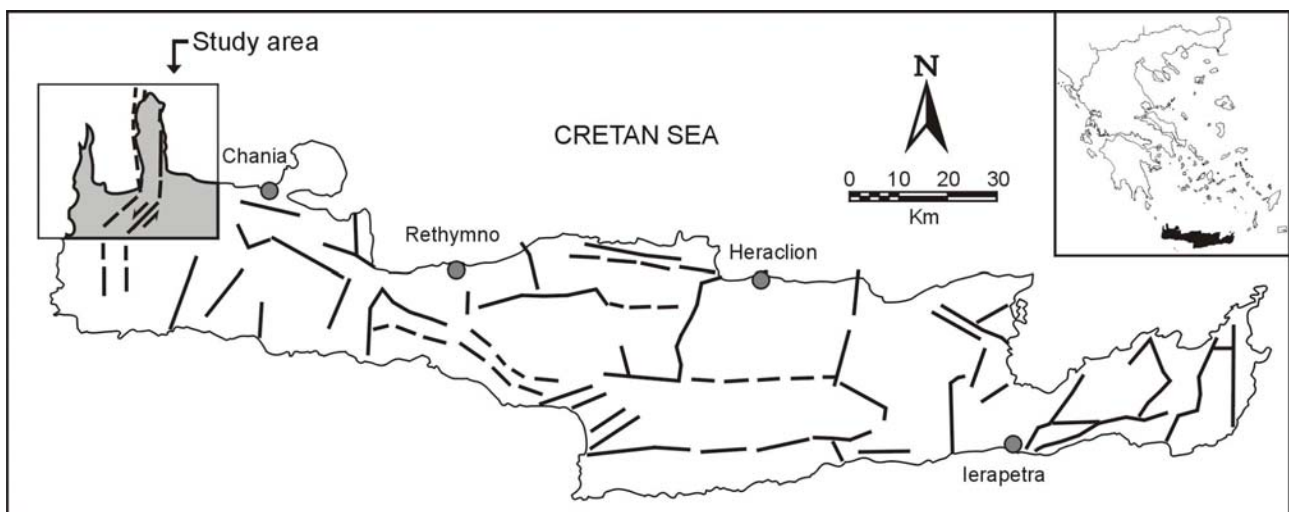 Study area
N
CRETAN SEA
Chania
0 10 20 30
Km
Rethymno
Heraclion
Ierapetra